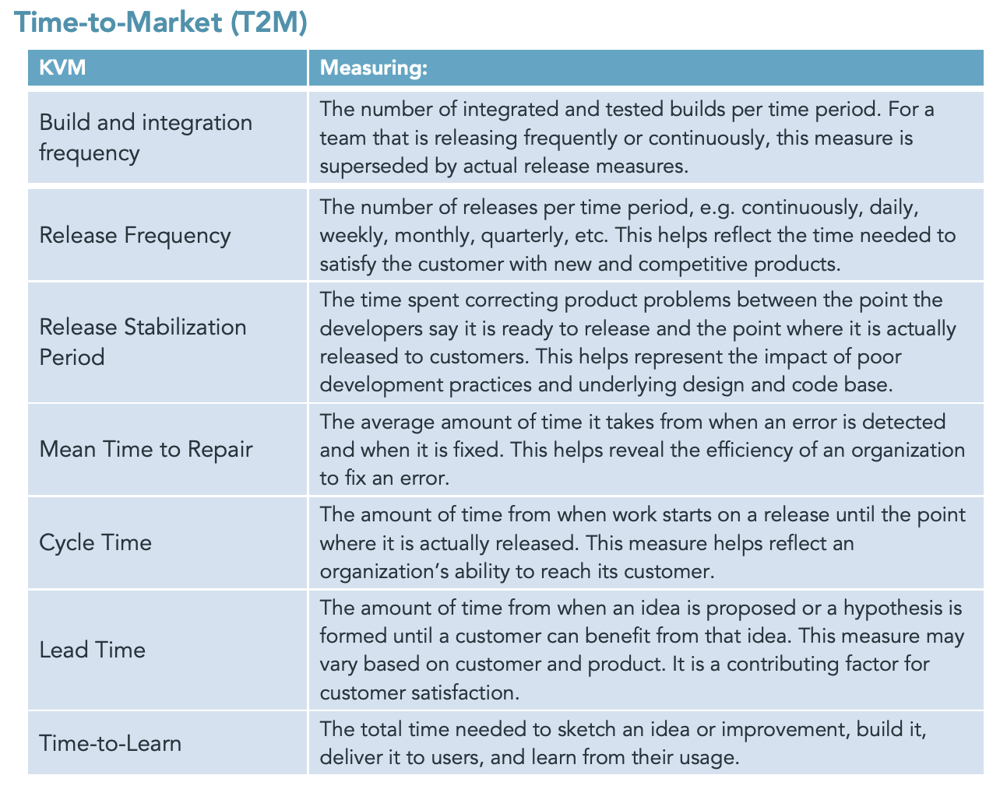 Time-to-Market (T2M)
KVM
Measuring:
Build and integration
frequency
The number of integrated and tested builds per time period. For a
team that is releasing frequently or continuously, this measure is
superseded by actual release measures.
Release Frequency
The number of releases per time period, e.g. continuously, daily,
weekly, monthly, quarterly, etc. This helps reflect the time needed to
satisfy the customer with new and competitive products.
Release Stabilization
Period
The time spent correcting product problems between the point the
developers say it is ready to release and the point where it is actually
released to customers. This helps represent the impact of poor
development practices and underlying design and code base.
Mean Time to Repair
The average amount of time it takes from when an error is detected
and when it is fixed. This helps reveal the efficiency of an organization
to fix an error.
Cycle Time
The amount of time from when work starts on a release until the point
where it is actually released. This measure helps reflect an
organization’s ability to reach its customer.
Lead Time
The amount of time from when an idea is proposed or a hypothesis is
formed until a customer can benefit from that idea. This measure may
vary based on customer and product. It is a contributing factor for
customer satisfaction.
Time-to-Learn
The total time needed to sketch an idea or improvement, build it,
deliver it to users, and learn from their usage.